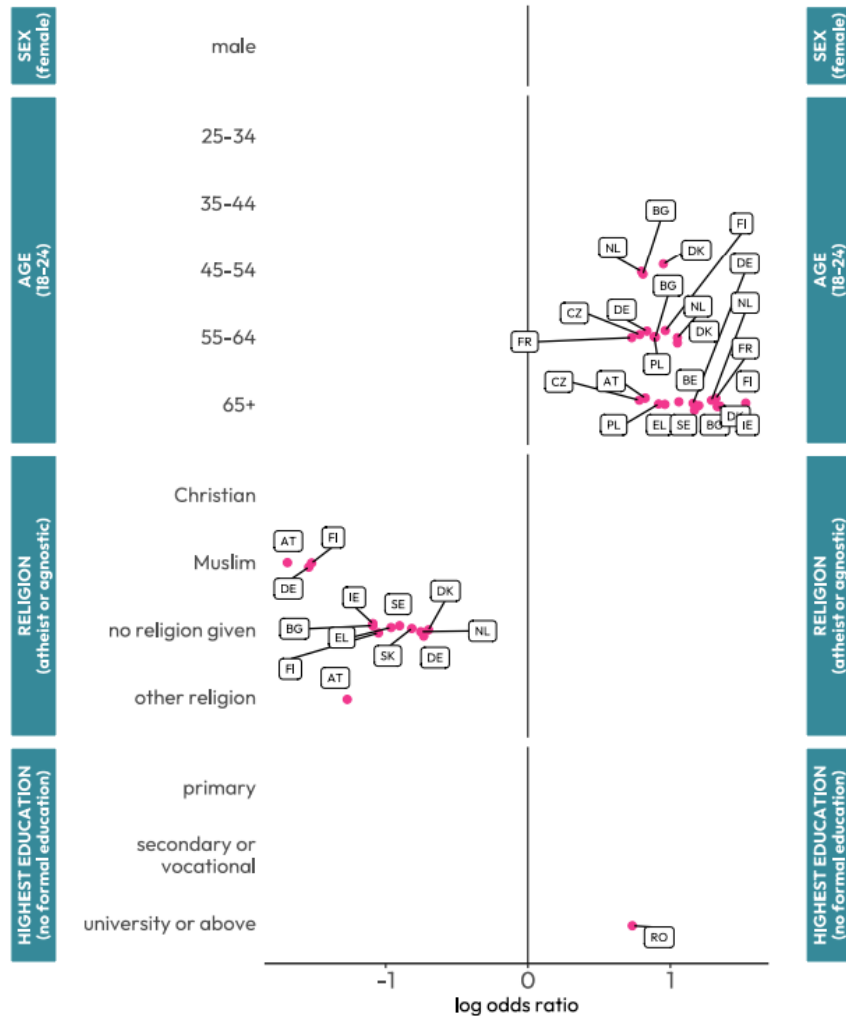 SEX
(female)
male
SEX
(female)
AGE
(18-24)
25-34
35-44
45-54
55-64
65+
BG
FI
NL
DK
DE
BG
CZ
DE
NL
NL
FR
DK
FR
PL
BE
CZ
AT
FI
PL
EL
SE
BG
DK
IE
AGE
(18-24)
RELIGION
(atheist or agnostic)
Christian
Muslim
no religion given
other religion
AT
FI
DE
IE
SE
DK
BG
EL
NL
SK
DE
FI
AT
RELIGION
(atheist or agnostic)
HIGHEST EDUCATION
(no formal education)
primary
secondary or
vocational
university or above
RO
HIGHEST EDUCATION
(no formal education)
-1
0
1
log odds ratio